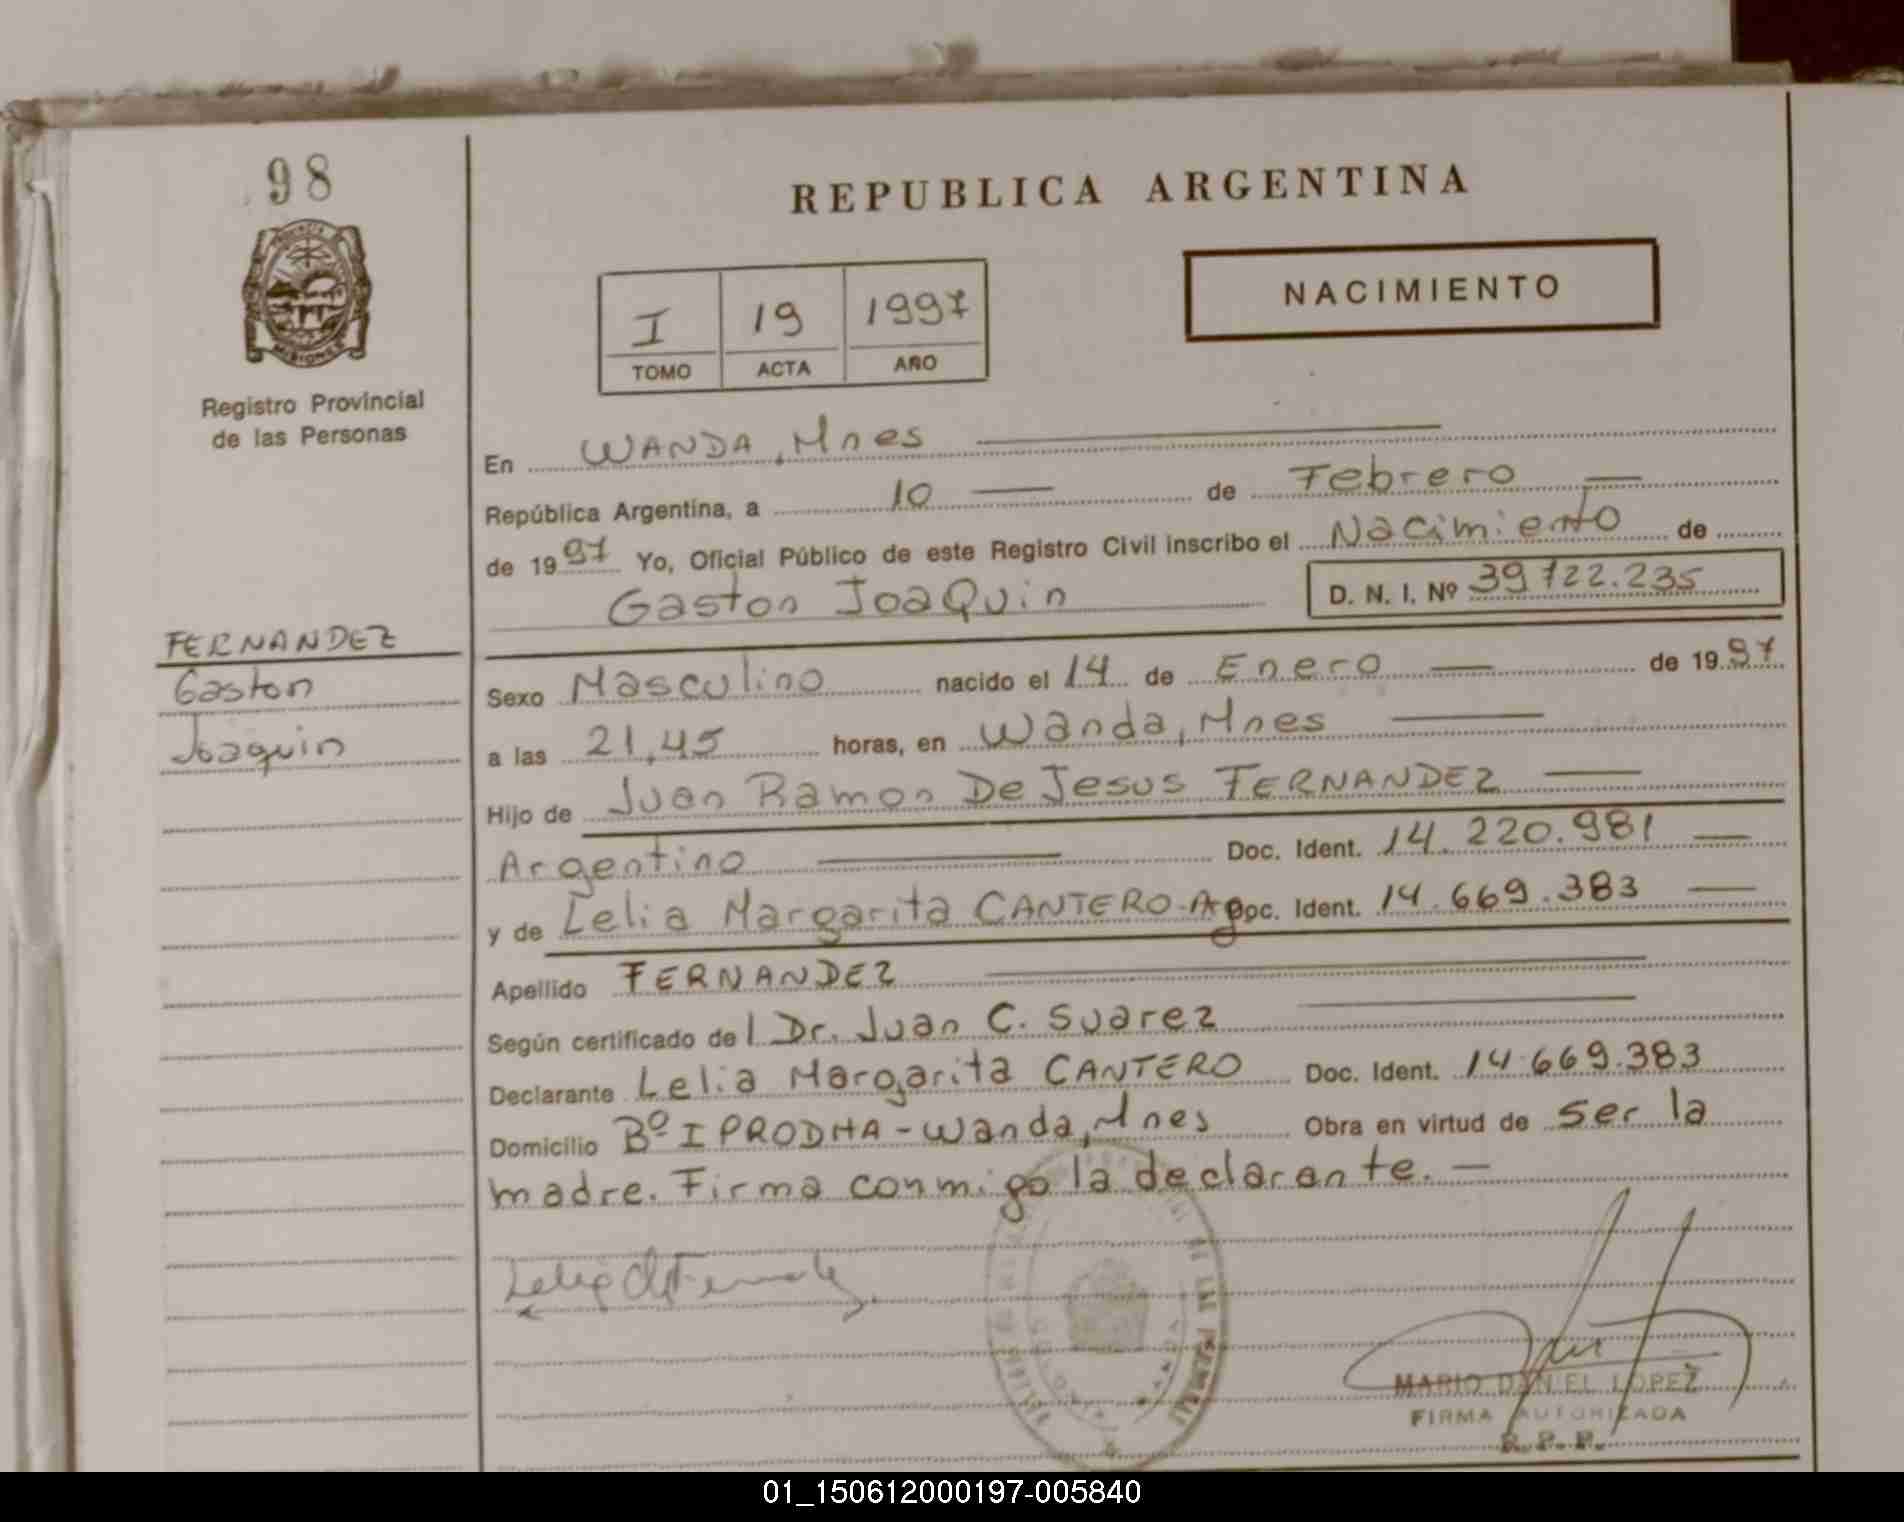 98
REPUBLICA ARGENTINA
PROVINCIA
MISIONES
NACIMIENTO
I 19 1997
TOMO ACTA AÑO
Registro Provincial
de las Personas
En WANDA, Mnes
República Argentina, a 10 de Febrero
de 1997 Yo, Oficial Público de este Registro Civil inscribo el Nacimiento de
Gaston JoaQuin D. N. I. Nº 39722.235
FERNANDEZ
Gaston
Joaquin
Sexo Masculino nacido el 14 de Enero de 1997
a las 21,45 horas, en Wanda, Mnes
Hijo de Juan Ramon De Jesus FERNANDEZ
Argentino Doc. Ident. 14.220.981
y de Lelia Margarita CANTERO-Arg Doc. Ident. 14.669.383
Apellido FERNANDEZ
Según certificado del Dr. Juan C. Suarez
Declarante Lelia Margarita CANTERO Doc. Ident. 14.669.383
Domicilio Bº IPRODHA - Wanda, Mnes Obra en virtud de ser la
madre. Firma conmigo la declarante.-
DE LAS PERSONAS
MARIO DANIEL LOPEZ
FIRMA AUTORIZADA
R.P.P.
01_150612000197-005840